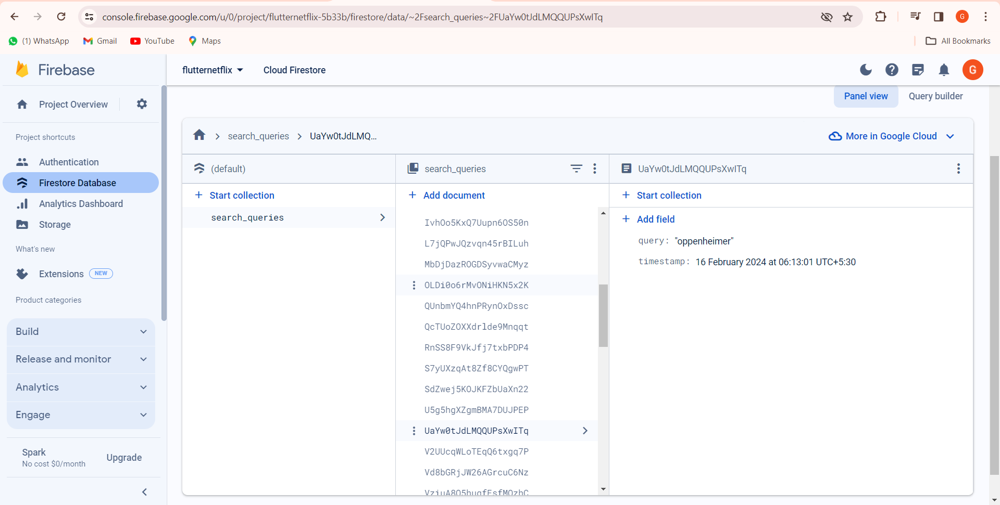 console.firebase.google.com/u/0/project/flutternetflix-5b33b/firestore/data/~2Fsearch_queries~2FUaYw0tJdLMQQUPsXwITq
G
(1) WhatsApp
Gmail
YouTube
Maps
All Bookmarks
Firebase
flutternetflix
Cloud Firestore
G
Project Overview
Project shortcuts
Authentication
Firestore Database
Analytics Dashboard
Storage
What's new
Extensions NEW
Product categories
Build
Release and monitor
Analytics
Engage
Spark
No cost $0/month
Upgrade
Panel view
Query builder
search_queries
UaYw0tJdLMQ...
More in Google Cloud
(default)
Start collection
search_queries
search_queries
Add document
IvhOo5KxQ7Uupn6OS50n
L7jQPwJQzvqn45rBILuh
MbDjDazROGDSyvwaCMyz
OLDi0o6rMvONiHKN5x2K
QUnbmYQ4hnPRynOxDssc
QcTUoZOXXdrlde9Mnqqt
RnSS8F9VkJfj7txbPDP4
S7yUXzqAt8Zf8CYQgwPT
SdZwej5KOJKFZbUaXn22
U5g5hgXZgmBMA7DUJPEP
UaYw0tJdLMQQUPsXwITq
V2UUcqWLoTEqQ6txgq7P
Vd8bGRjJW26AGrcuC6Nz
UaYw0tJdLMQQUPsXwITq
Start collection
Add field
query: "oppenheimer"
timestamp: 16 February 2024 at 06:13:01 UTC+5:30